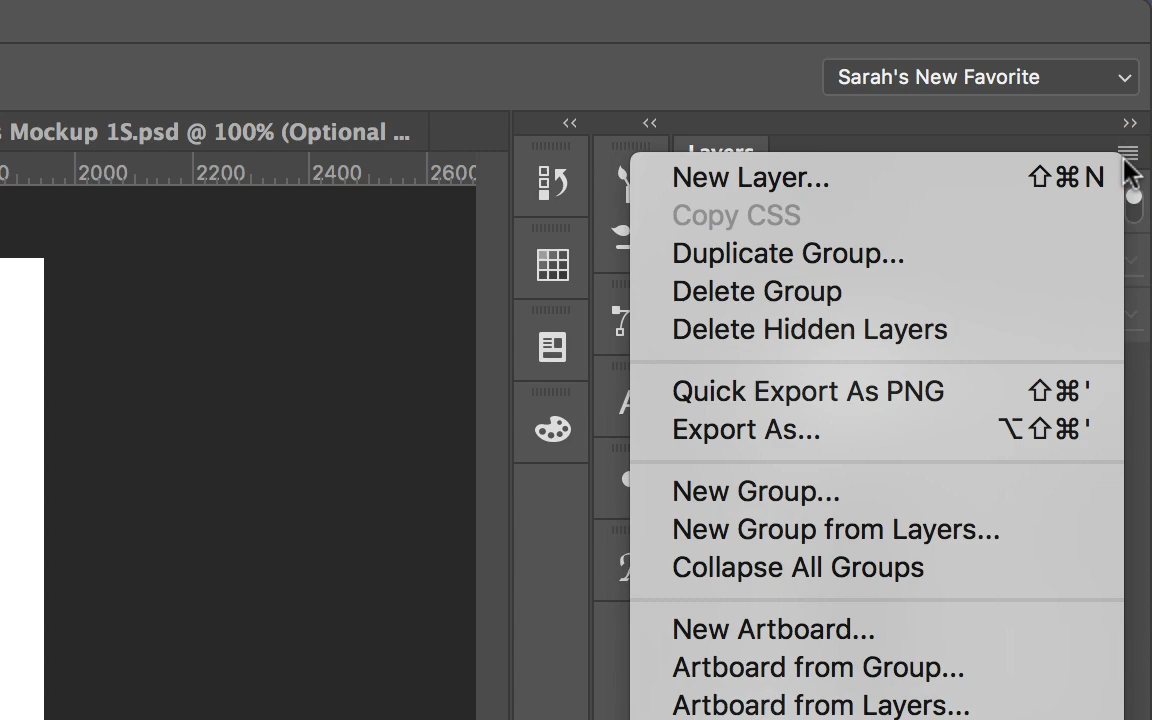 Sarah's New Favorite
s Mockup 1S.psd @ 100% (Optional ...
Layers
0 2000 2200 2400 2600
New Layer... ⇧⌘N
Copy CSS
Duplicate Group...
Delete Group
Delete Hidden Layers
Quick Export As PNG ⇧⌘'
Export As... ⌥⇧⌘'
New Group...
New Group from Layers...
Collapse All Groups
New Artboard...
Artboard from Group...
Artboard from Layers...